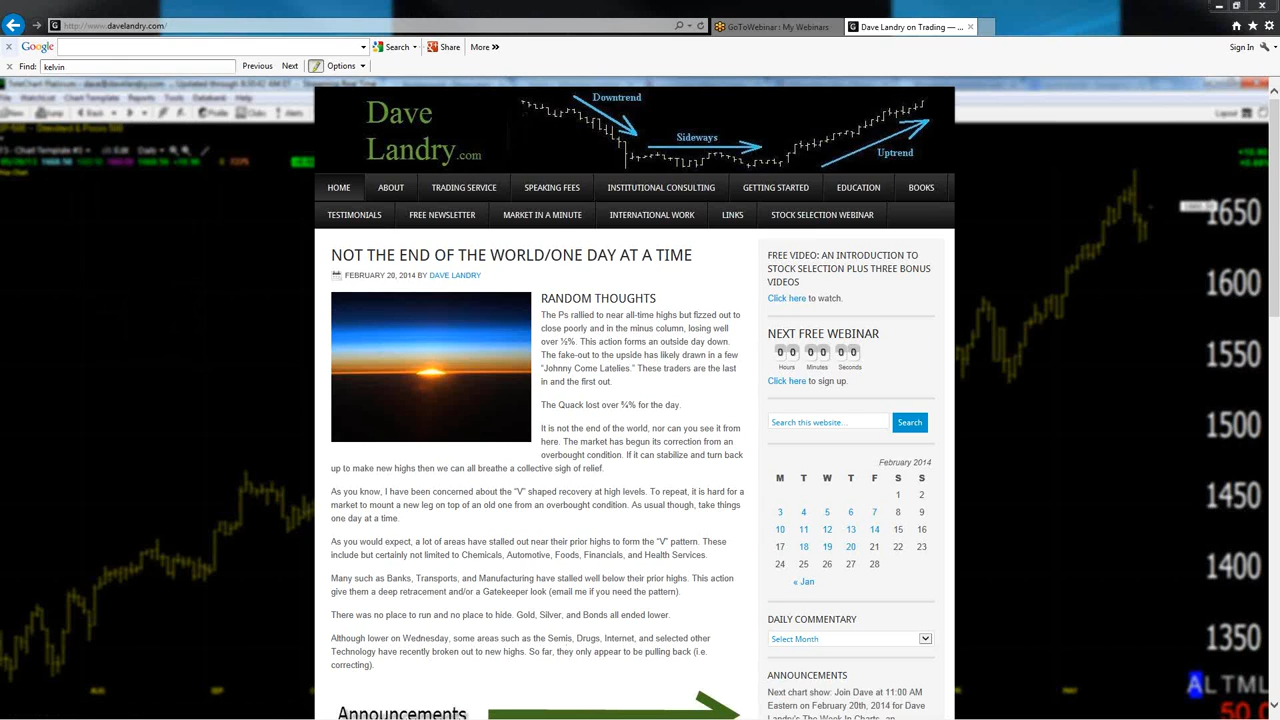 http://www.davelandry.com/
GoToWebinar : My Webinars
Dave Landry on Trading — ...
Google
Search
Share
More »
Sign In
Find: kelvin
Previous Next Options
Dave
Landry.com
Downtrend
Sideways
Uptrend
HOME ABOUT TRADING SERVICE SPEAKING FEES INSTITUTIONAL CONSULTING GETTING STARTED EDUCATION BOOKS
TESTIMONIALS FREE NEWSLETTER MARKET IN A MINUTE INTERNATIONAL WORK LINKS STOCK SELECTION WEBINAR
NOT THE END OF THE WORLD/ONE DAY AT A TIME
FEBRUARY 20, 2014 BY DAVE LANDRY
RANDOM THOUGHTS
The Ps rallied to near all-time highs but fizzed out to
close poorly and in the minus column, losing well
over ½%. This action forms an outside day down.
The fake-out to the upside has likely drawn in a few
“Johnny Come Latelies.” These traders are the last
in and the first out.
The Quack lost over ¾% for the day.
It is not the end of the world, nor can you see it from
here. The market has begun its correction from an
overbought condition. If it can stabilize and turn back
up to make new highs then we can all breathe a collective sigh of relief.
As you know, I have been concerned about the “V” shaped recovery at high levels. To repeat, it is hard for a
market to mount a new leg on top of an old one from an overbought condition. As usual though, take things
one day at a time.
As you would expect, a lot of areas have stalled out near their prior highs to form the “V” pattern. These
include but certainly not limited to Chemicals, Automotive, Foods, Financials, and Health Services.
Many such as Banks, Transports, and Manufacturing have stalled well below their prior highs. This action
give them a deep retracement and/or a Gatekeeper look (email me if you need the pattern).
There was no place to run and no place to hide. Gold, Silver, and Bonds all ended lower.
Although lower on Wednesday, some areas such as the Semis, Drugs, Internet, and selected other
Technology have recently broken out to new highs. So far, they only appear to be pulling back (i.e.
correcting).
Announcements
FREE VIDEO: AN INTRODUCTION TO
STOCK SELECTION PLUS THREE BONUS
VIDEOS
Click here to watch.
NEXT FREE WEBINAR
0 0 0 0 0 0
Hours Minutes Seconds
Click here to sign up.
Search this website… Search
February 2014
M T W T F S S
1 2
3 4 5 6 7 8 9
10 11 12 13 14 15 16
17 18 19 20 21 22 23
24 25 26 27 28
« Jan
DAILY COMMENTARY
Select Month
ANNOUNCEMENTS
Next chart show: Join Dave at 11:00 AM
Eastern on February 20th, 2014 for Dave
Landry's The Week In Charts, an
1650
1600
1550
1500
1450
1400
1350
ALTML
50.0